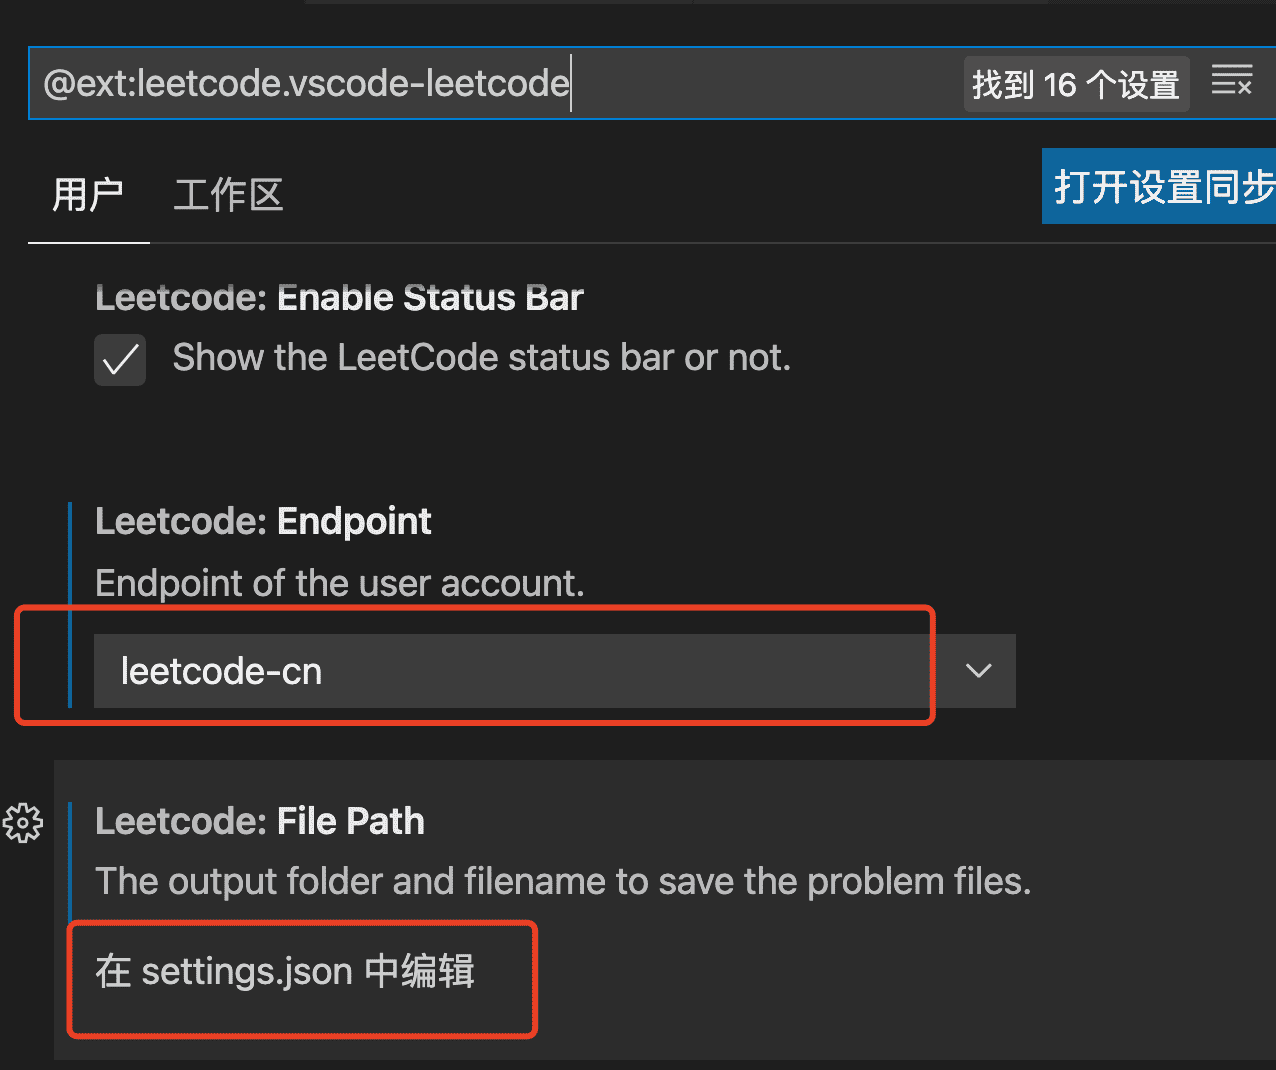 @ext:leetcode.vscode-leetcode
找到 16 个设置
用户
工作区
打开设置同步
Leetcode: Enable Status Bar
Show the LeetCode status bar or not.
Leetcode: Endpoint
Endpoint of the user account.
leetcode-cn
Leetcode: File Path
The output folder and filename to save the problem files.
在 settings.json 中编辑